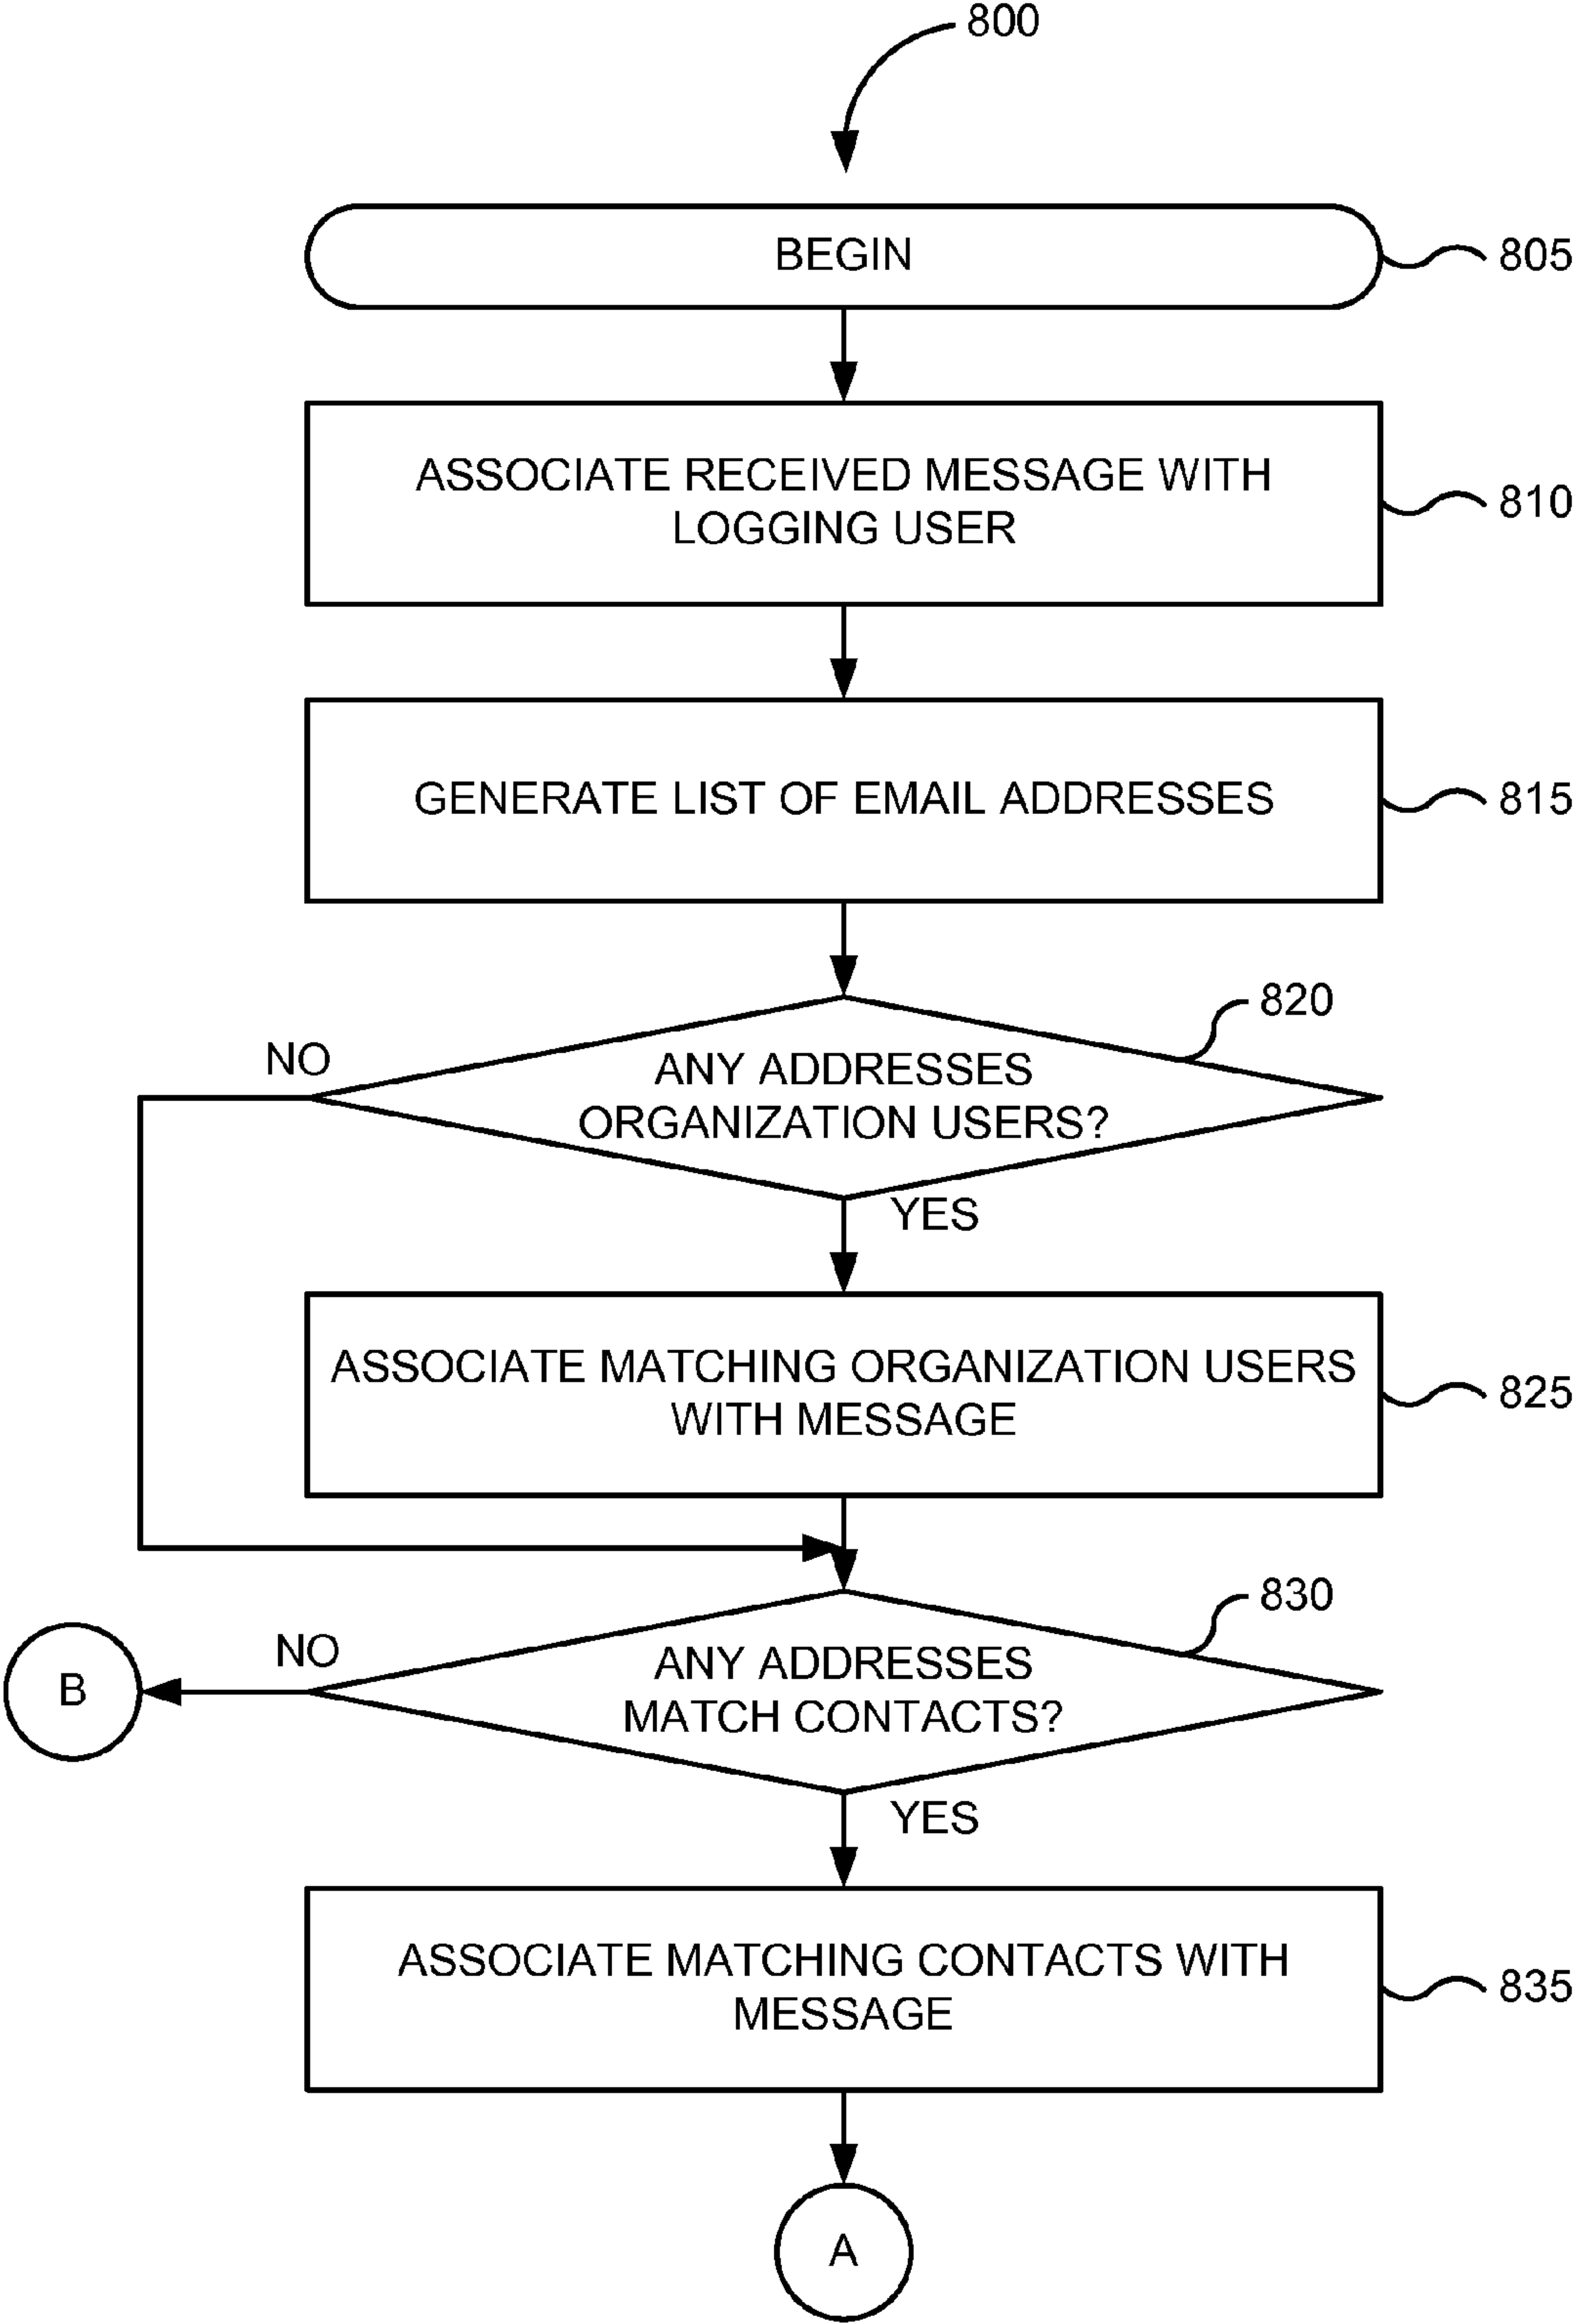 800
BEGIN
805
ASSOCIATE RECEIVED MESSAGE WITH
LOGGING USER
810
GENERATE LIST OF EMAIL ADDRESSES
815
820
NO
ANY ADDRESSES
ORGANIZATION USERS?
YES
ASSOCIATE MATCHING ORGANIZATION USERS
WITH MESSAGE
825
830
NO
B
ANY ADDRESSES
MATCH CONTACTS?
YES
ASSOCIATE MATCHING CONTACTS WITH
MESSAGE
835
A